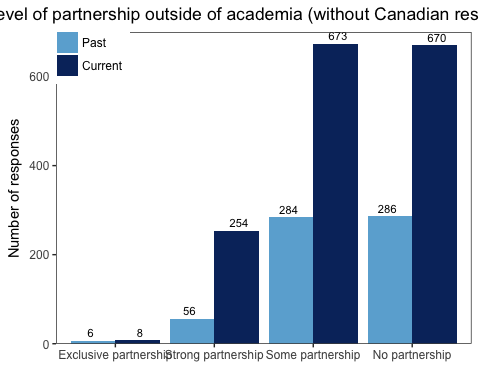 evel of partnership outside of academia (without Canadian res
Past
Current
Number of responses
600
400
200
0
6
8
56
254
284
673
286
670
Exclusive partnership
Strong partnership
Some partnership
No partnership